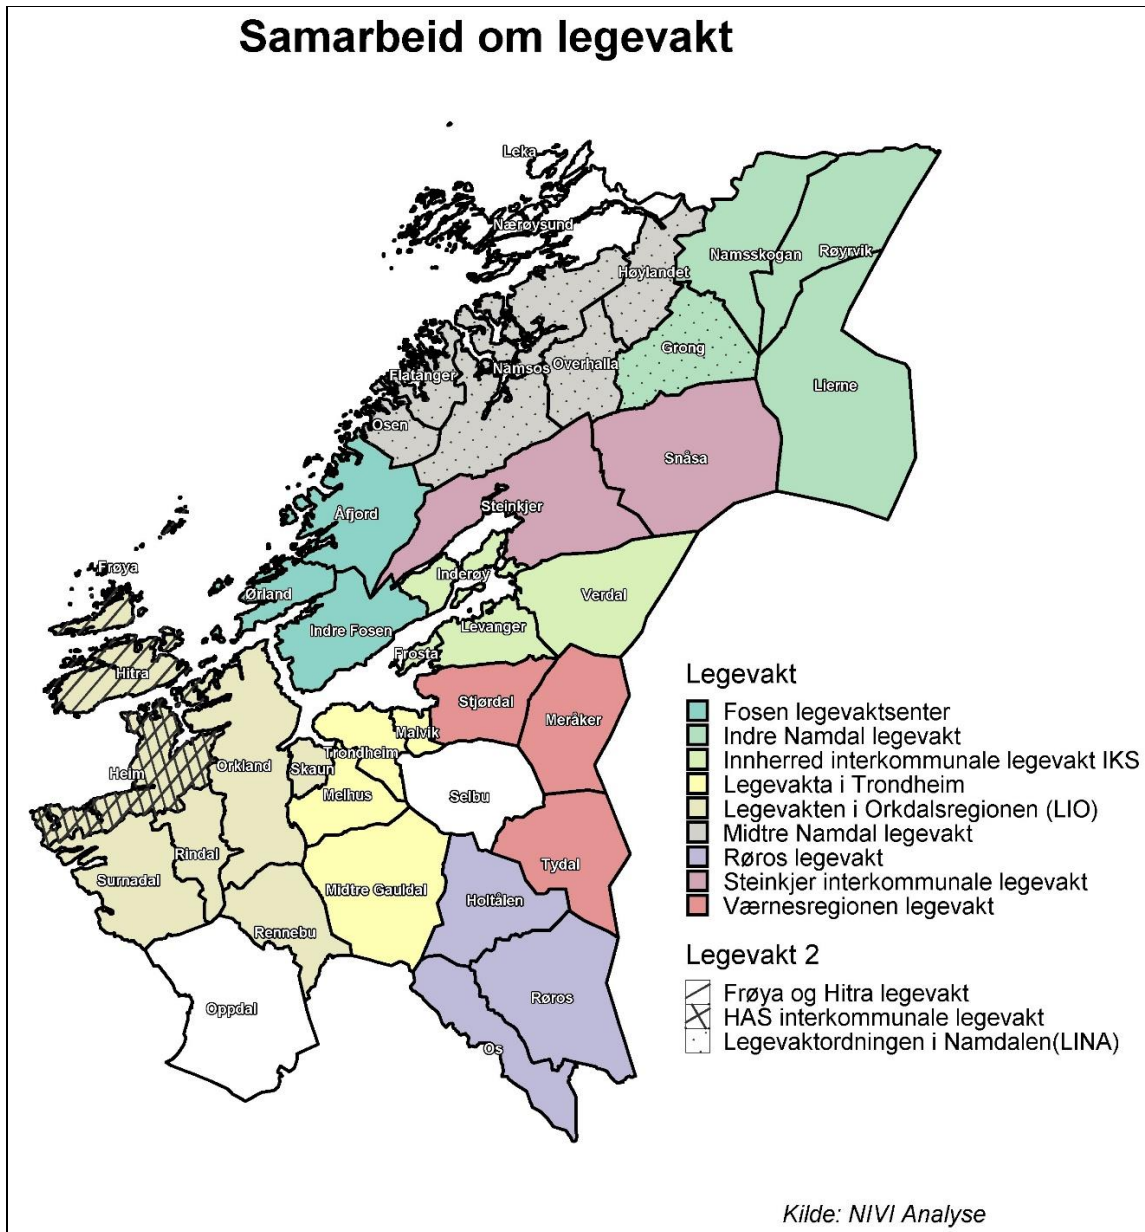 Samarbeid om legevakt
Leka
Nærøysund
Namsskogan
Røyrvik
Høylandet
Grong
Overhalla
Namsos
Flatanger
Lierne
Osen
Snåsa
Steinkjer
Åfjord
Frøya
Inderøy
Ørland
Verdal
Indre Fosen
Levanger
Frosta
Hitra
Stjørdal
Meråker
Malvik
Trondheim
Orkland
Skaun
Heim
Melhus
Selbu
Rindal
Tydal
Surnadal
Midtre Gauldal
Holtålen
Rennebu
Røros
Oppdal
Os
Legevakt
Fosen legevaktsenter
Indre Namdal legevakt
Innherred interkommunale legevakt IKS
Legevakta i Trondheim
Legevakten i Orkdalsregionen (LIO)
Midtre Namdal legevakt
Røros legevakt
Steinkjer interkommunale legevakt
Værnesregionen legevakt
Legevakt 2
Frøya og Hitra legevakt
HAS interkommunale legevakt
Legevaktordningen i Namdalen(LINA)
Kilde: NIVI Analyse